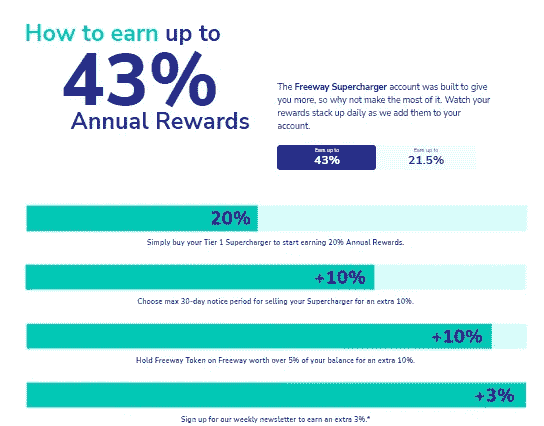 How to earn up to
43%
Annual Rewards
The Freeway Supercharger account was built to give
you more, so why not make the most of it. Watch your
rewards stack up daily as we add them to your
account.
Earn up to
43%
Earn up to
21.5%
20%
Simply buy your Tier 1 Supercharger to start earning 20% Annual Rewards.
+10%
Choose max 30-day notice period for selling your Supercharger for an extra 10%.
+10%
Hold Freeway Token on Freeway worth over 5% of your balance for an extra 10%.
+3%
Sign up for our weekly newsletter to earn an extra 3%.*